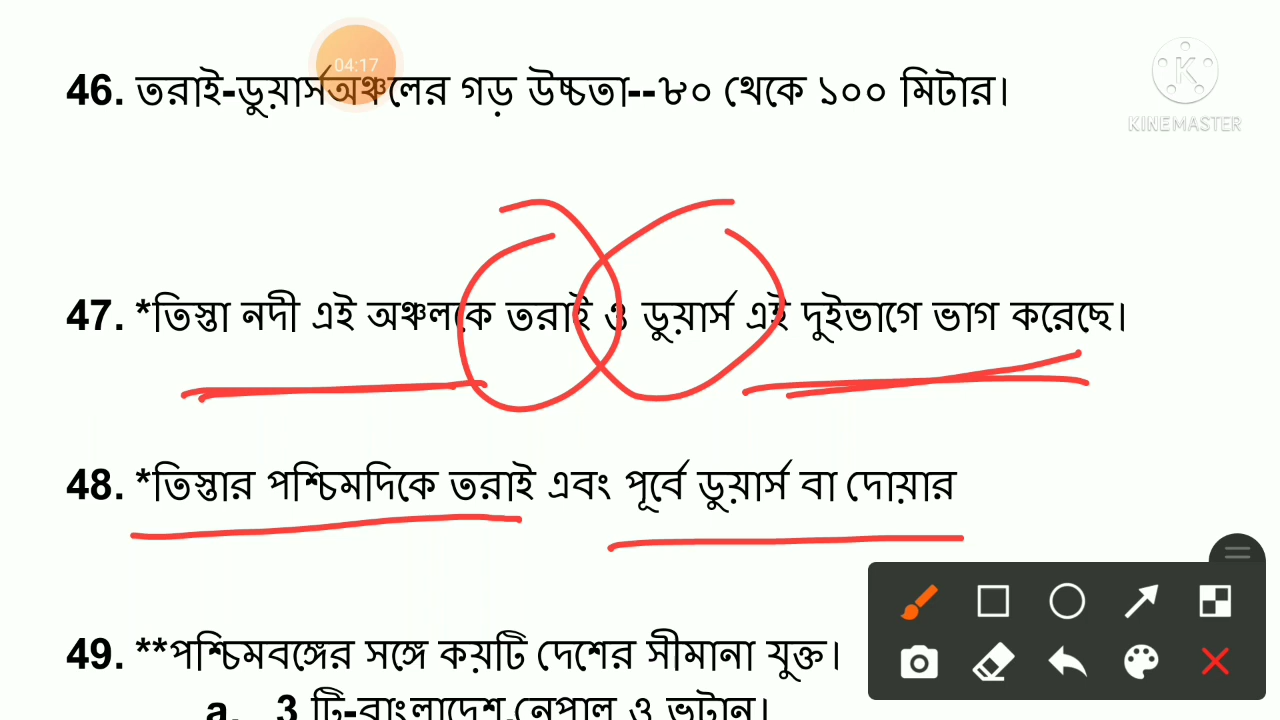 46. তরাই-ডুয়ার্সঅঞ্চলের গড় উচ্চতা--৮০ থেকে ১০০ মিটার।
04:17
KINEMASTER
47. *তিস্তা নদী এই অঞ্চলকে তরাই ও ডুয়ার্স এই দুইভাগে ভাগ করেছে।
48. *তিস্তার পশ্চিমদিকে তরাই এবং পূর্বে ডুয়ার্স বা দোয়ার
49. **পশ্চিমবঙ্গের সঙ্গে কয়টি দেশের সীমানা যুক্ত।
a. 3 টি-বাংলাদেশ,নেপাল ও ভুটান।